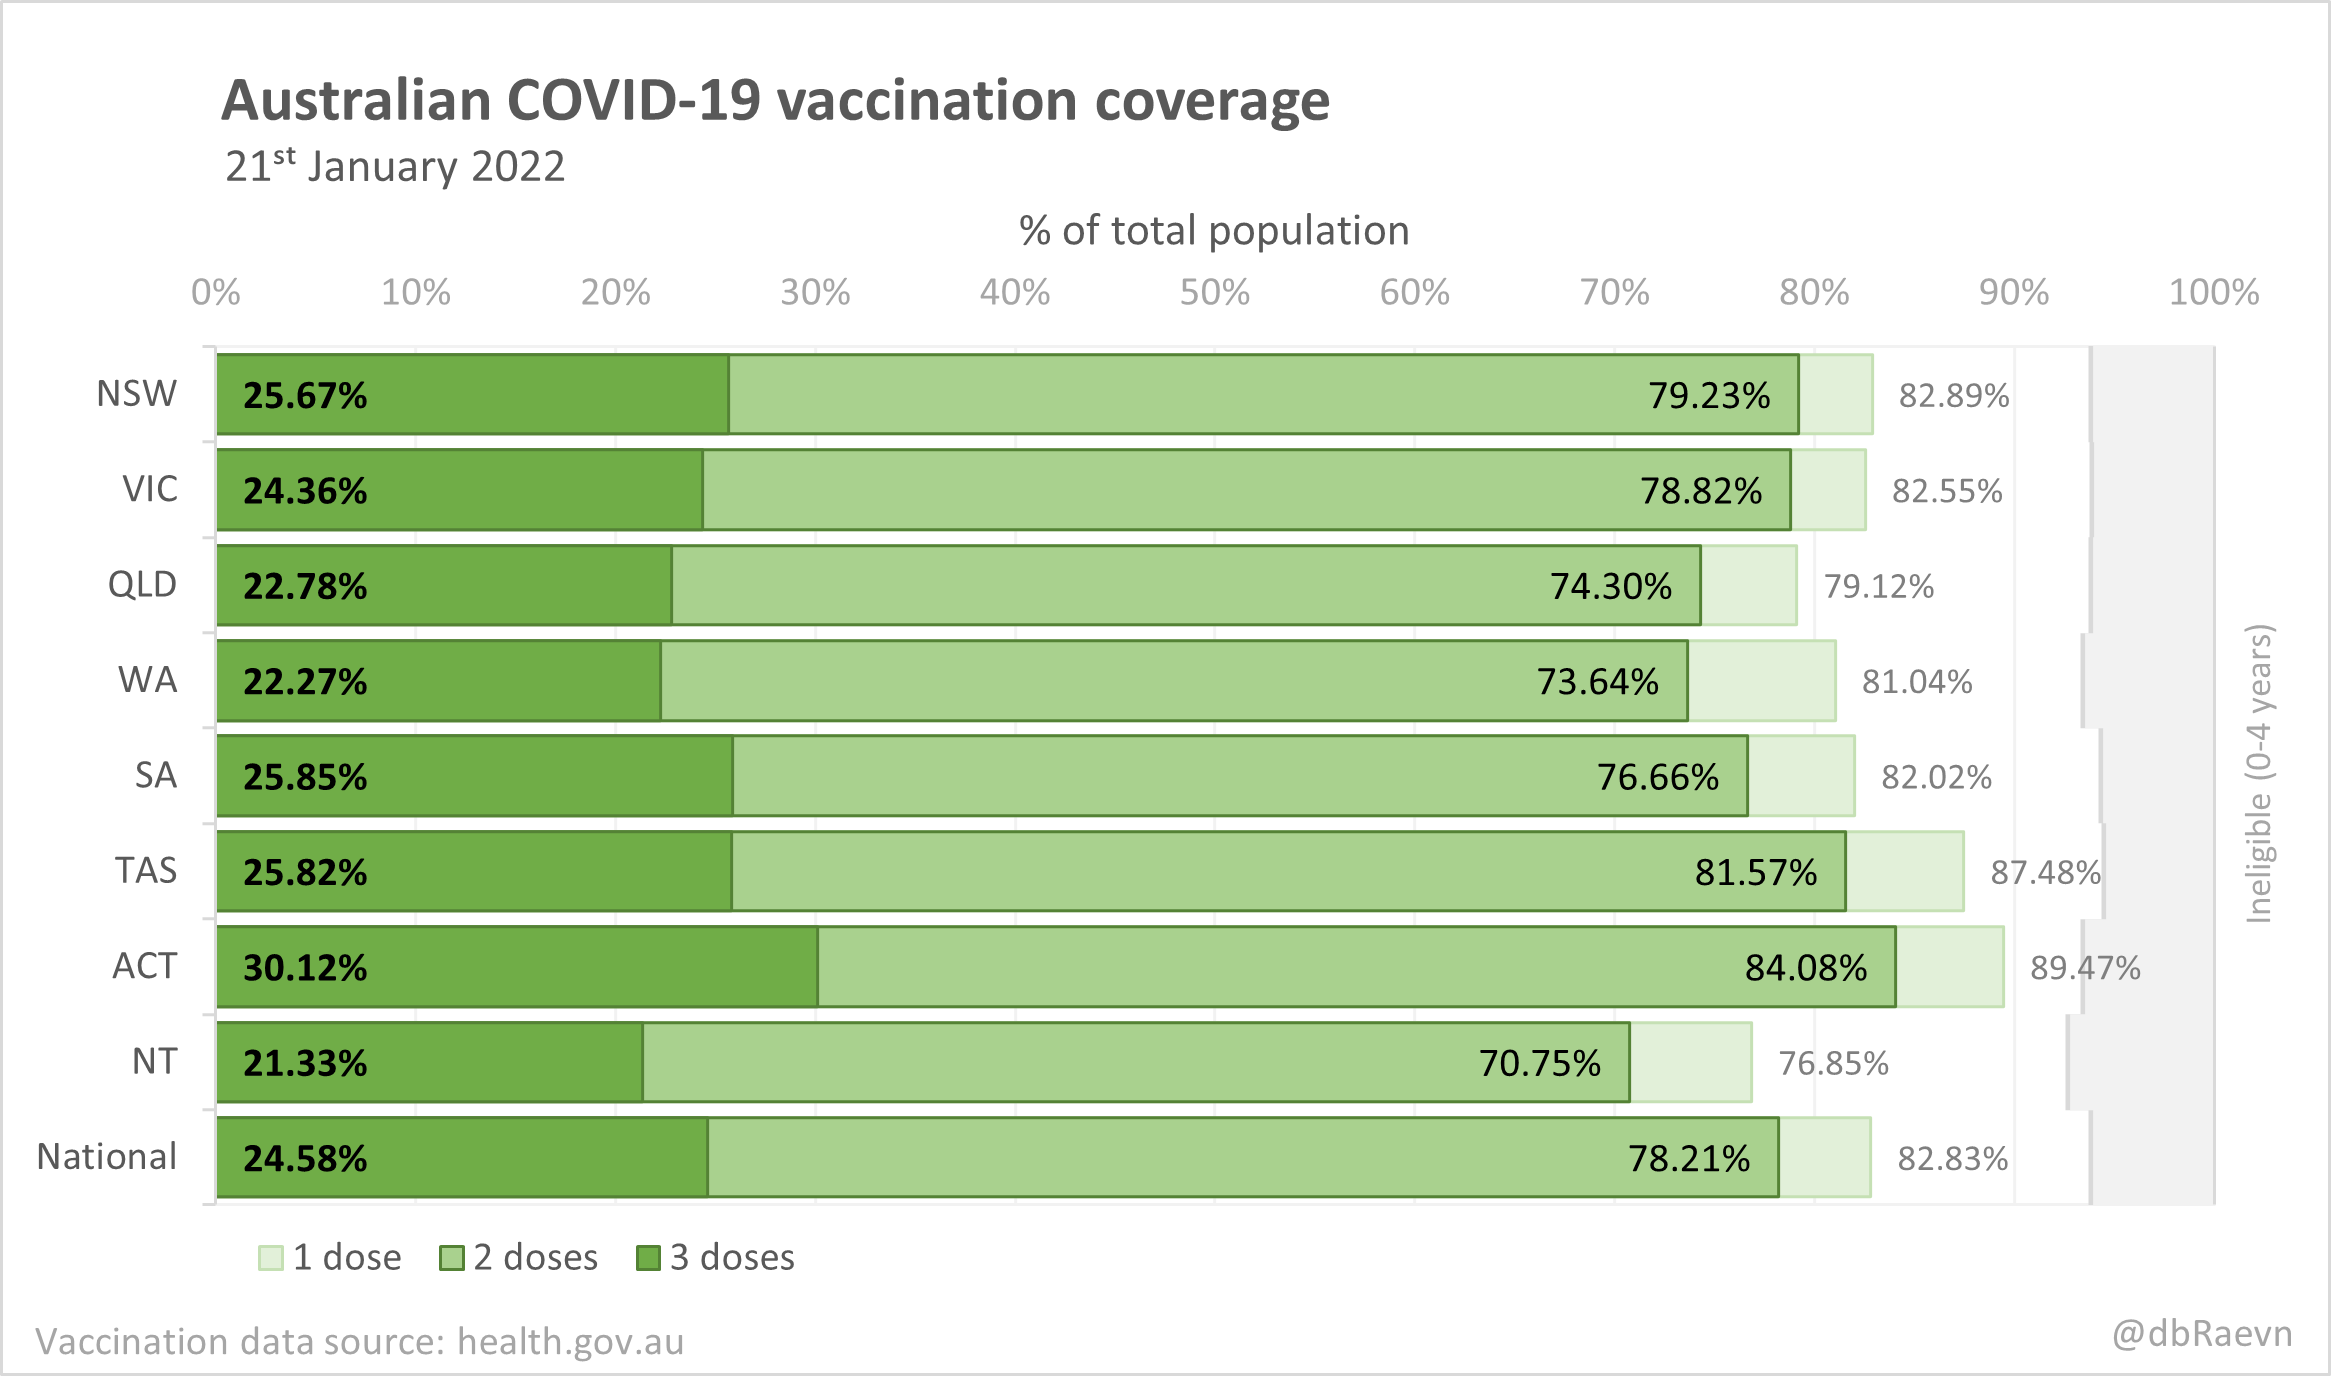 Australian COVID-19 vaccination coverage
21st January 2022
% of total population
0% 10% 20% 30% 40% 50% 60% 70% 80% 90% 100%
NSW 25.67% 79.23% 82.89%
VIC 24.36% 78.82% 82.55%
QLD 22.78% 74.30% 79.12%
WA 22.27% 73.64% 81.04%
SA 25.85% 76.66% 82.02%
TAS 25.82% 81.57% 87.48%
ACT 30.12% 84.08% 89.47%
NT 21.33% 70.75% 76.85%
National 24.58% 78.21% 82.83%
Ineligible (0-4 years)
1 dose 2 doses 3 doses
Vaccination data source: health.gov.au
@dbRaevn